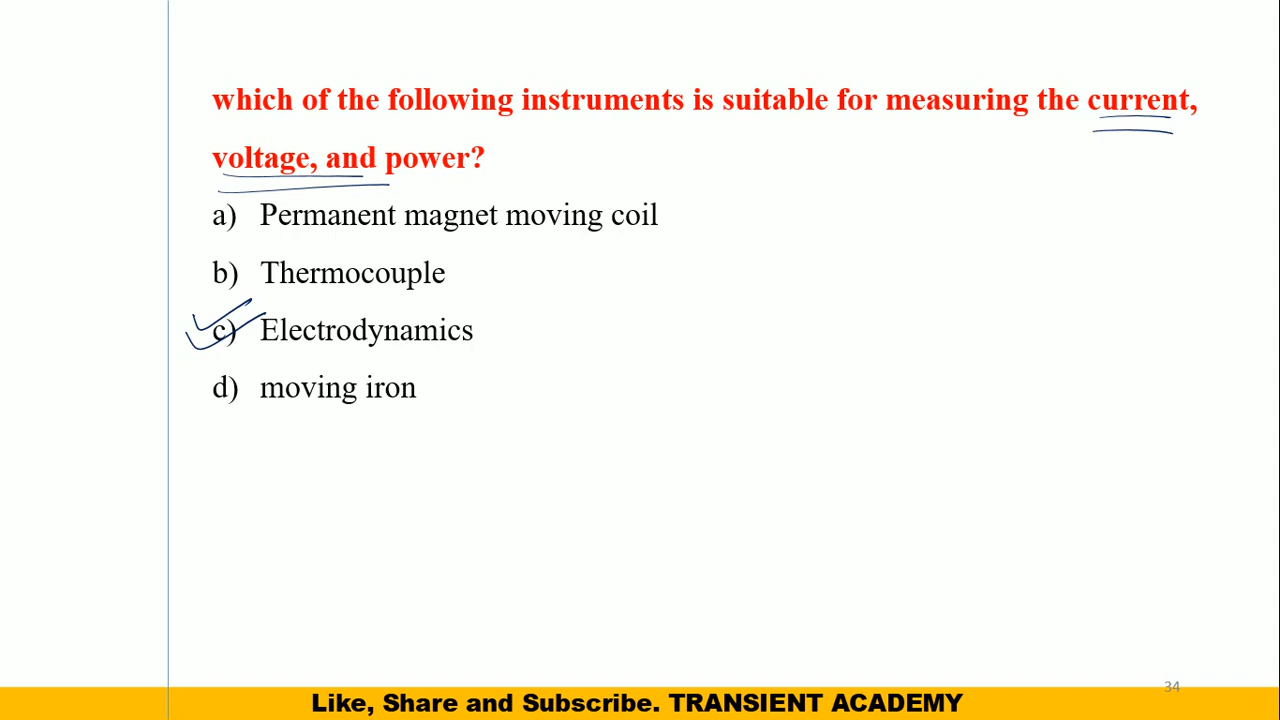 which of the following instruments is suitable for measuring the current,
voltage, and power?
a) Permanent magnet moving coil
b) Thermocouple
c) Electrodynamics
d) moving iron
34
Like, Share and Subscribe. TRANSIENT ACADEMY